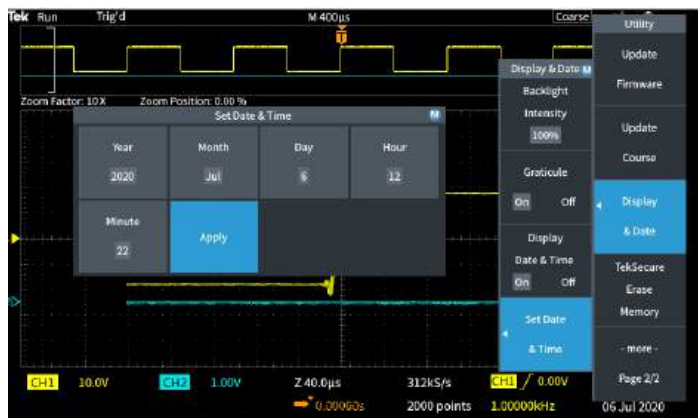 Tek Run Trig'd M 400µs Coarse
T
Utility
Update
Firmware
Update
Course
Display
& Date
TekSecure
Erase
Memory
- more -
Page 2/2
Display & Date M
Backlight
Intensity
100%
Graticule
On Off
Display
Date & Time
On Off
Set Date
& Time
Zoom Factor: 10 X Zoom Position: 0.00 %
Set Date & Time M
Year Month Day Hour
2020 Jul 6 12
Minute
22
Apply
CH1 10.0V CH2 1.00V Z 40.0µs 312kS/s CH1 / 0.00V
0.00000s 2000 points 1.00000kHz 06 Jul 2020